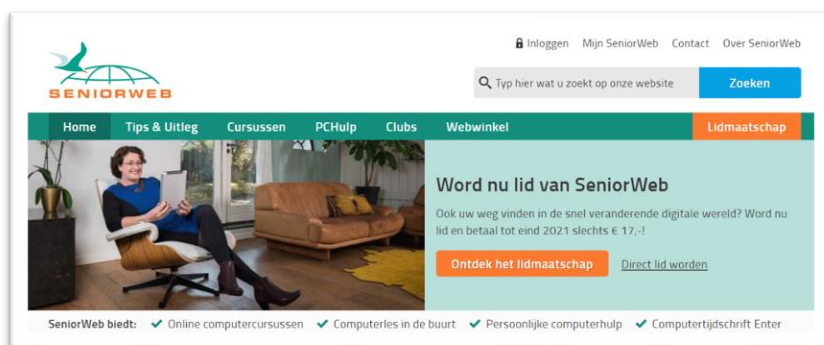 Inloggen Mijn SeniorWeb Contact Over SeniorWeb
SENIORWEB
Typ hier wat u zoekt op onze website Zoeken
Home Tips & Uitleg Cursussen PCHulp Clubs Webwinkel Lidmaatschap
Word nu lid van SeniorWeb
Ook uw weg vinden in de snel veranderende digitale wereld? Word nu
lid en betaal tot eind 2021 slechts € 17,-!
Ontdek het lidmaatschap Direct lid worden
SeniorWeb biedt: ✔ Online computercursussen ✔ Computerles in de buurt ✔ Persoonlijke computerhulp ✔ Computertijdschrift Enter